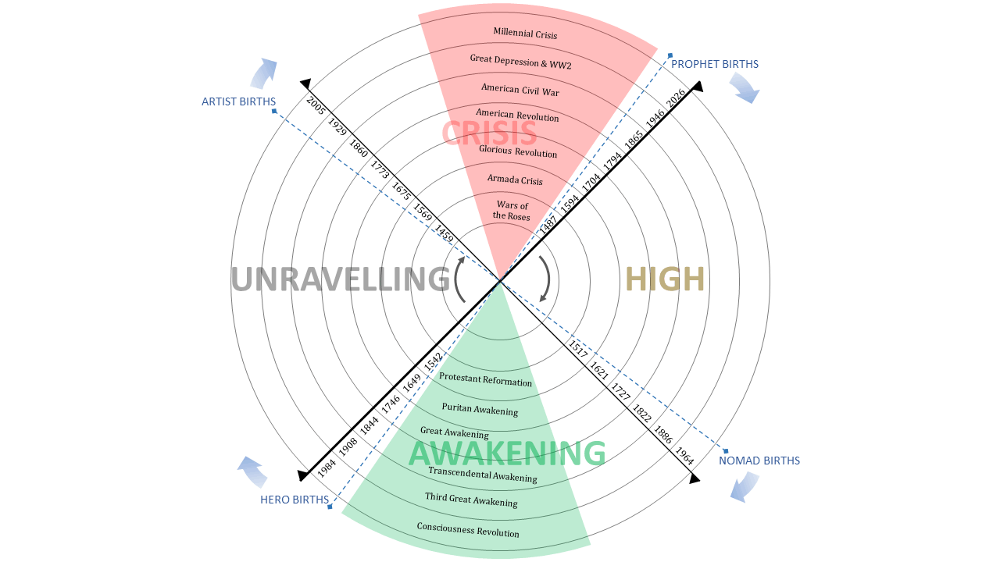 Millennial Crisis
Great Depression & WW2
American Civil War
American Revolution
CRISIS
Glorious Revolution
Armada Crisis
Wars of
the Roses
PROPHET BIRTHS
ARTIST BIRTHS
2005
1929
1860
1773
1675
1569
1459
2026
1946
1865
1794
1704
1594
1487
UNRAVELLING
HIGH
1542
1649
1746
1844
1908
1984
1517
1621
1727
1822
1886
1964
Protestant Reformation
Puritan Awakening
Great Awakening
AWAKENING
Transcendental Awakening
Third Great Awakening
Consciousness Revolution
NOMAD BIRTHS
HERO BIRTHS